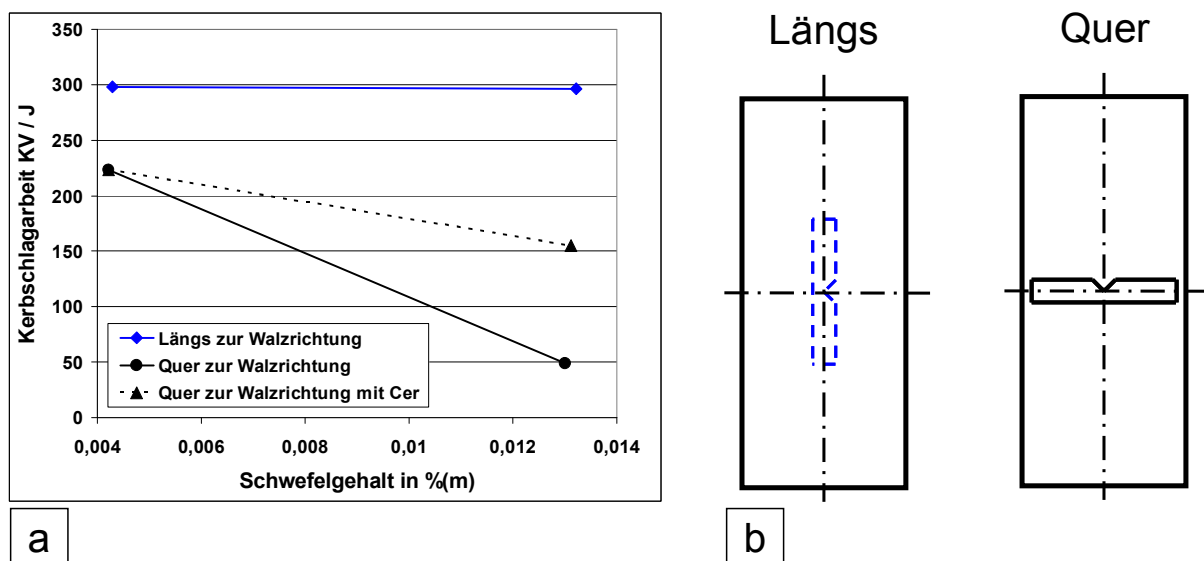 350
300
250
200
150
100
50
0
Kerbschlagarbeit KV / J
Längs zur Walzrichtung
Quer zur Walzrichtung
Quer zur Walzrichtung mit Cer
0,004 0,006 0,008 0,01 0,012 0,014
Schwefelgehalt in %(m)
a
Längs Quer
b